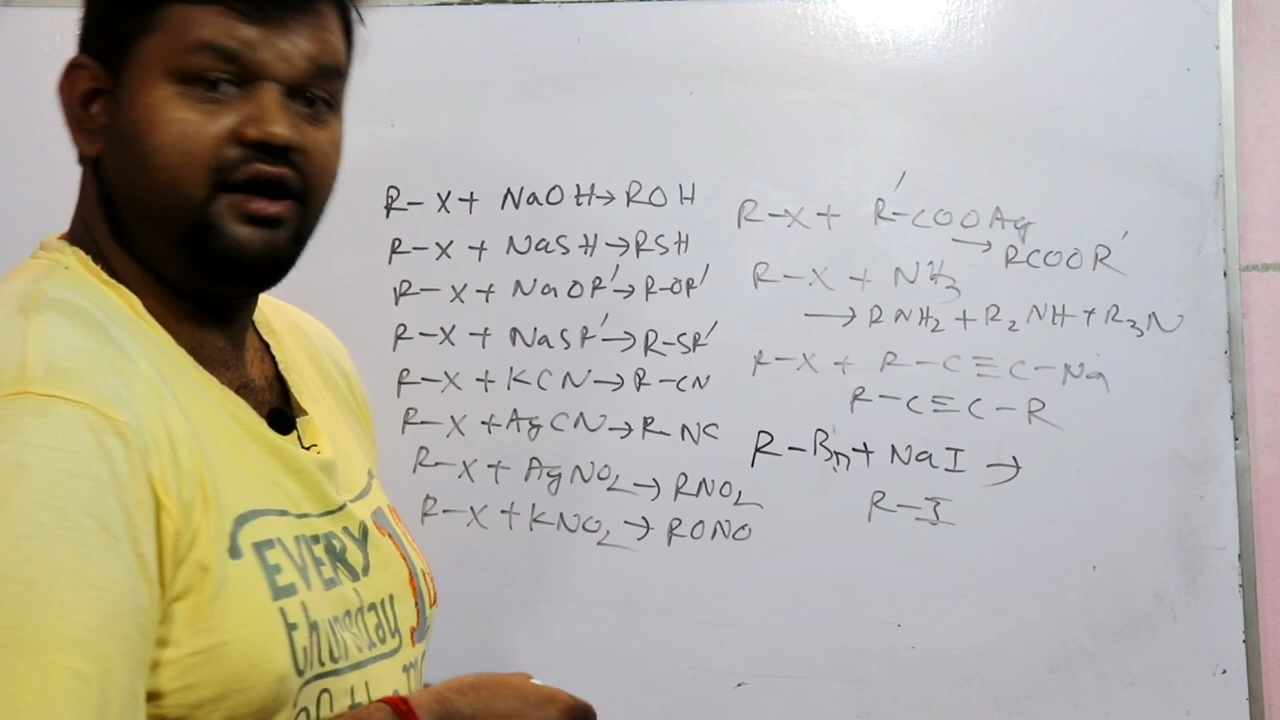 R-X + NaOH → ROH
R-X + NaSH → RSH
R-X + NaOR' → R-OR'
R-X + NaSR' → R-SR'
R-X + KCN → R-CN
R-X + AgCN → R NC
R-X + AgNO₂ → RNO₂
R-X + KNO₂ → RONO
R-X + R'-COOAg
→ RCOOR'
R-X + NH₃
→ RNH₂ + R₂NH + R₃N
R-X + R-C≡C-Na
R-C≡C-R
R-Br + NaI →
R-I
EVERY
thursday